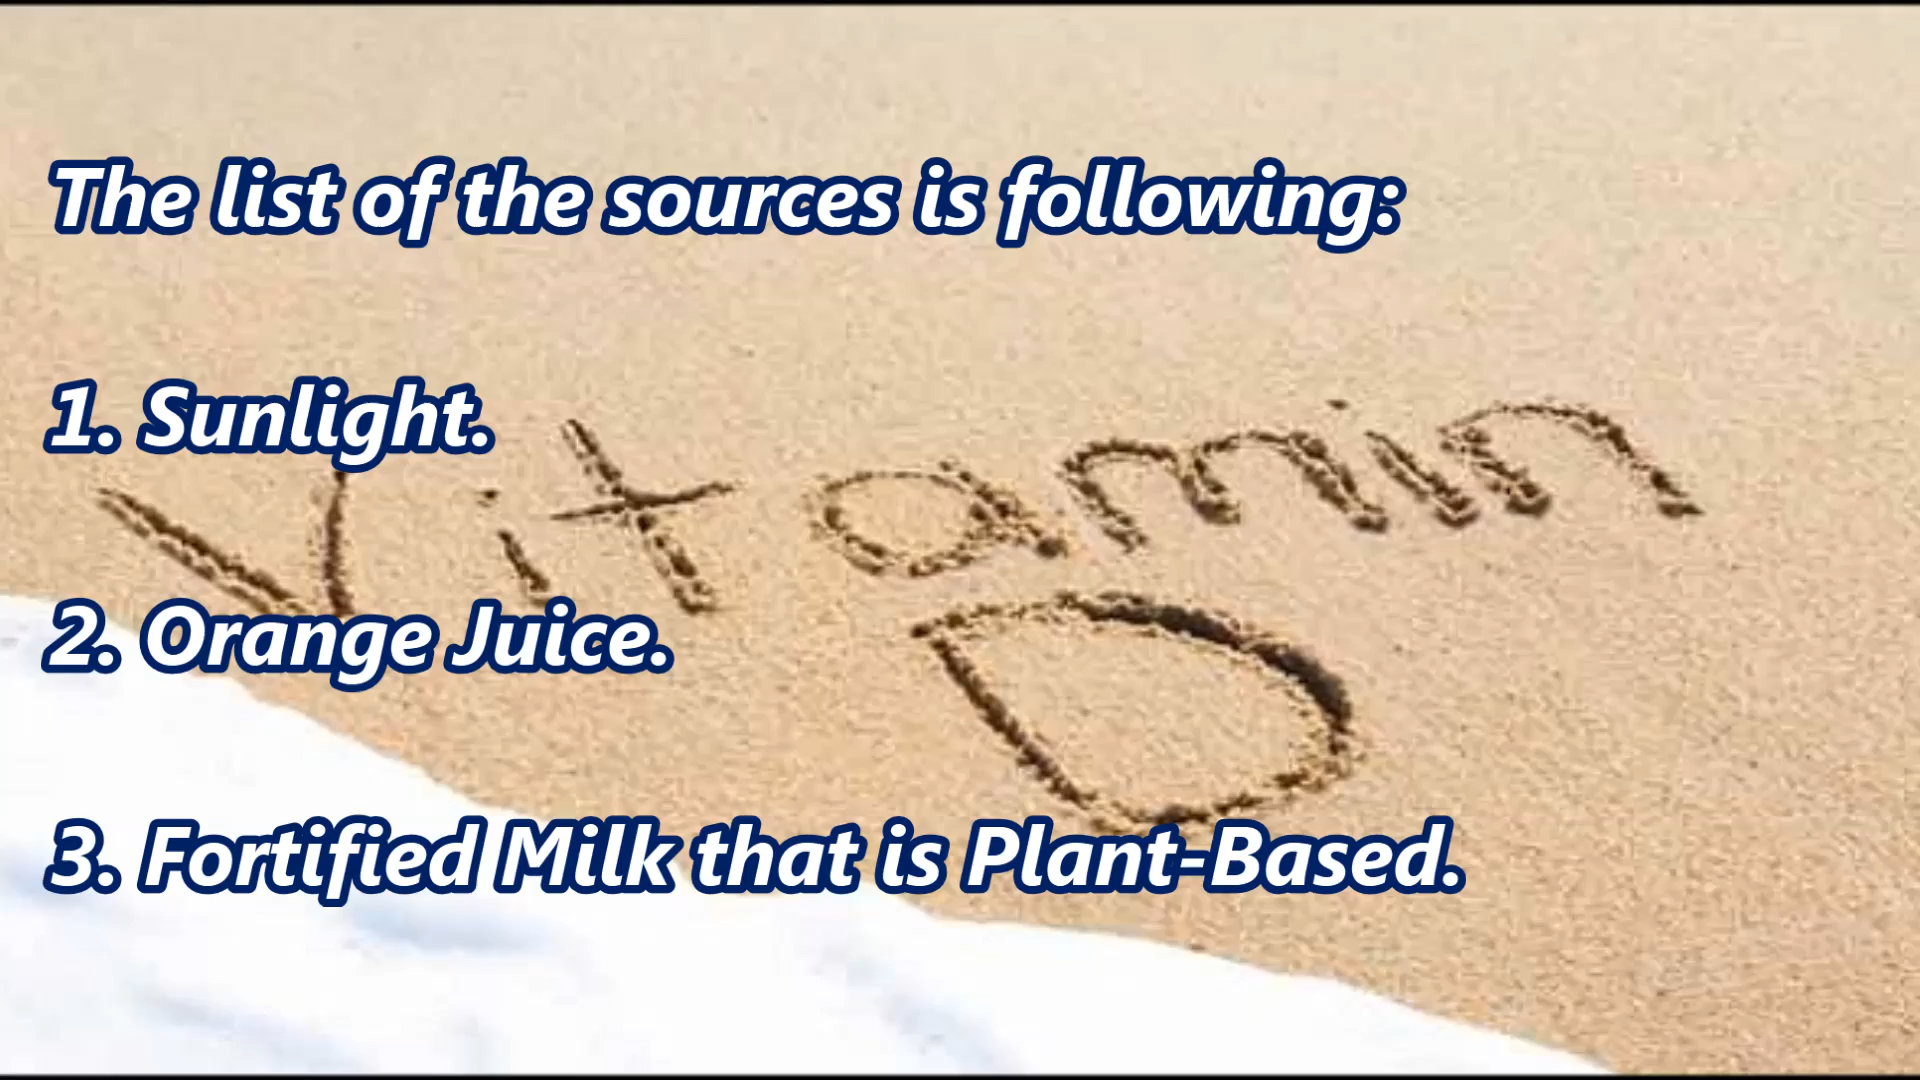 The list of the sources is following:
1. Sunlight.
Vitamin
2. Orange Juice.
D
3. Fortified Milk that is Plant-Based.